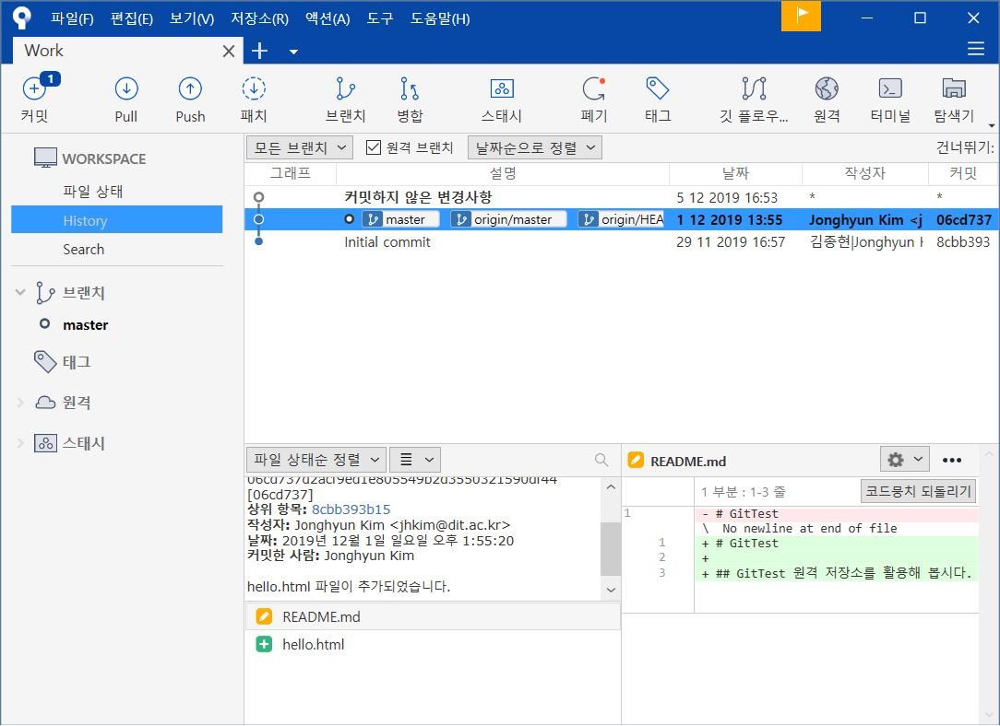 파일(F) 편집(E) 보기(V) 저장소(R) 액션(A) 도구 도움말(H)
Work
1
커밋 Pull Push 패치 브랜치 병합 스태시 폐기 태그 깃 플로우... 원격 터미널 탐색기
WORKSPACE
파일 상태
History
Search
브랜치
master
태그
원격
스태시
모든 브랜치 원격 브랜치 날짜순으로 정렬 건너뛰기:
그래프 설명 날짜 작성자 커밋
커밋하지 않은 변경사항 5 12 2019 16:53 * *
master origin/master origin/HEA 1 12 2019 13:55 Jonghyun Kim <j 06cd737
Initial commit 29 11 2019 16:57 김종현|Jonghyun 8cbb393
파일 상태순 정렬
[06cd737]
상위 항목: 8cbb393b15
작성자: Jonghyun Kim <jhkim@dit.ac.kr>
날짜: 2019년 12월 1일 일요일 오후 1:55:20
커밋한 사람: Jonghyun Kim
hello.html 파일이 추가되었습니다.
README.md
hello.html
README.md
1 부분 : 1-3 줄 코드뭉치 되돌리기
1 - # GitTest
\ No newline at end of file
1 + # GitTest
2 +
3 + ## GitTest 원격 저장소를 활용해 봅시다.